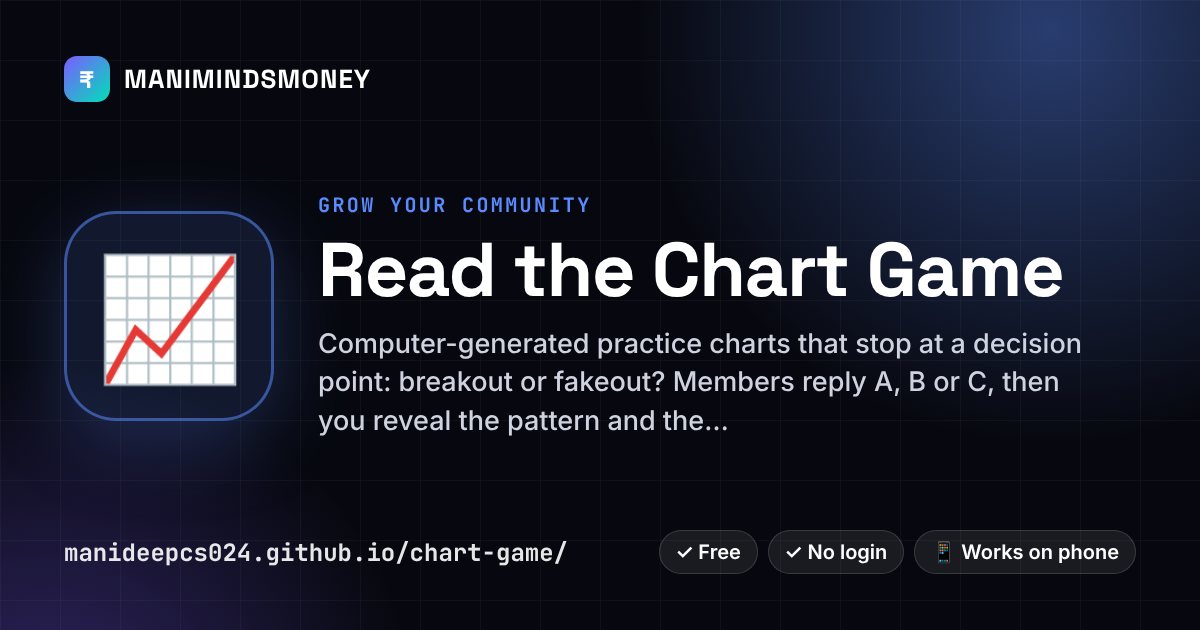 ₹ MANIMINDSMONEY
GROW YOUR COMMUNITY
Read the Chart Game
Computer-generated practice charts that stop at a decision
point: breakout or fakeout? Members reply A, B or C, then
you reveal the pattern and the...
manideepcs024.github.io/chart-game/
✓ Free
✓ No login
📱 Works on phone